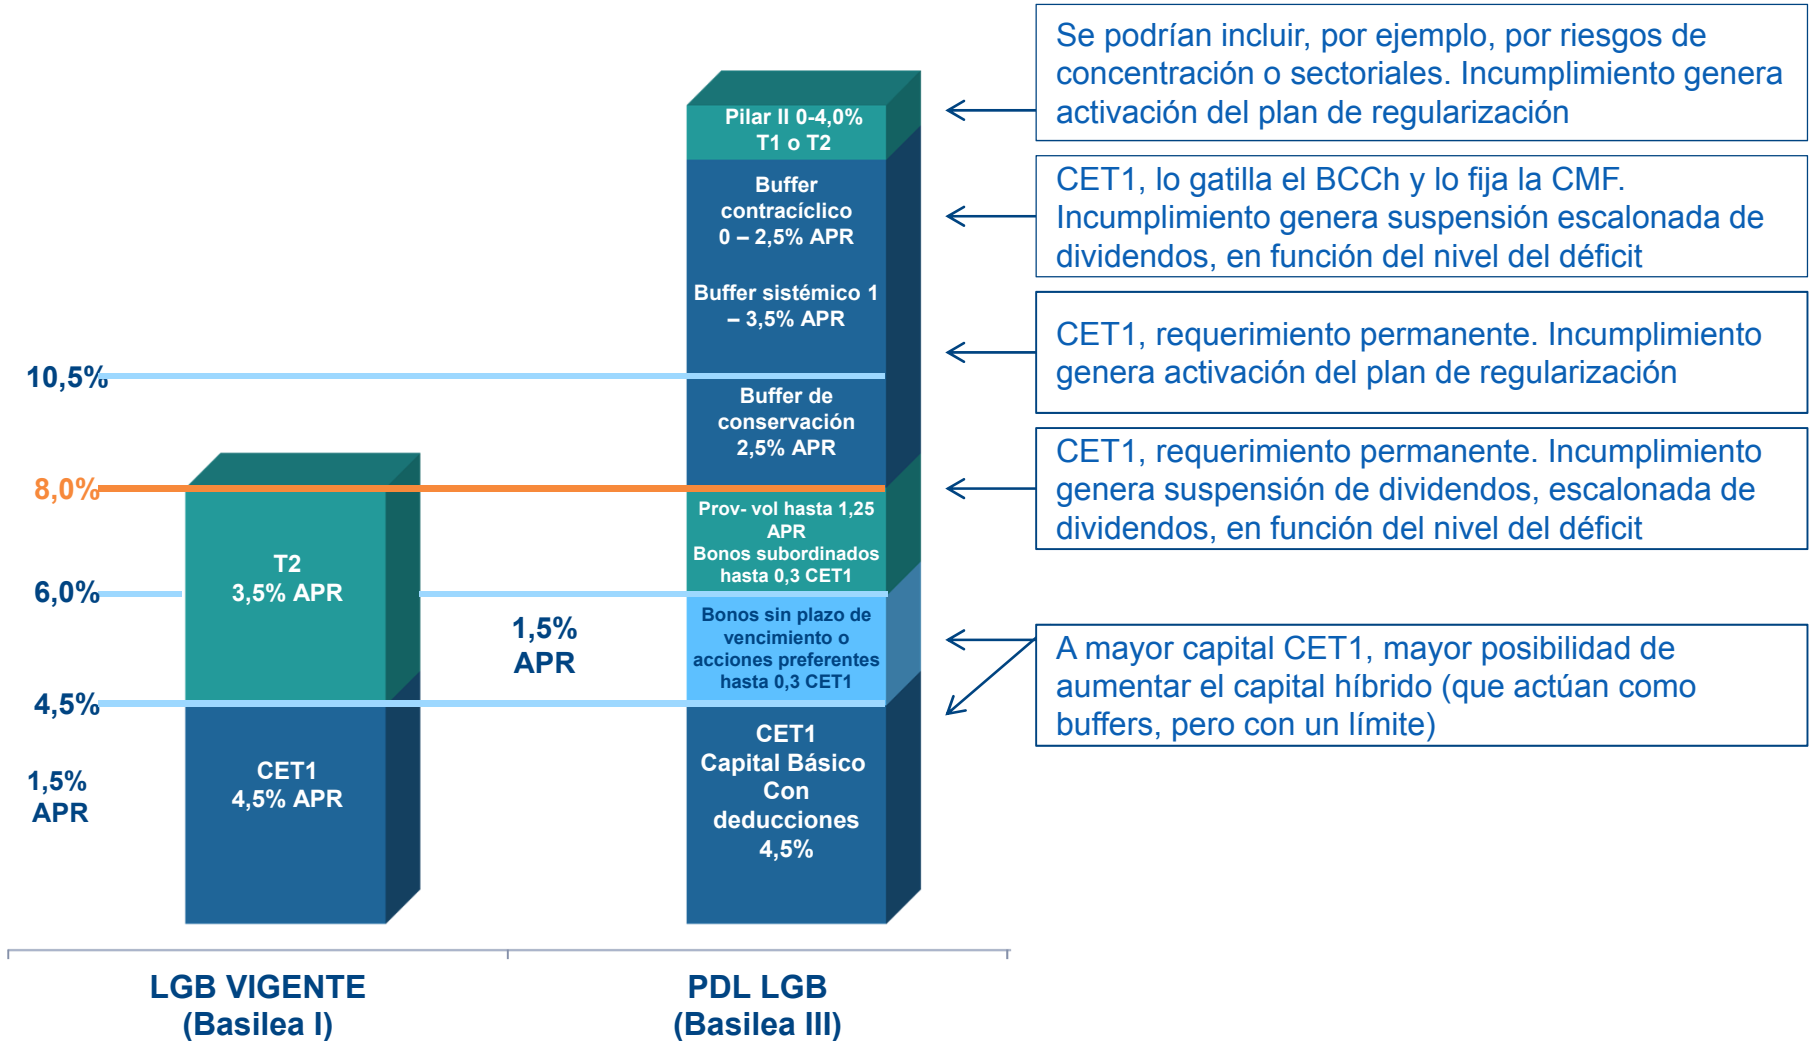 Se podrían incluir, por ejemplo, por riesgos de
concentración o sectoriales. Incumplimiento genera
activación del plan de regularización
CET1, lo gatilla el BCCh y lo fija la CMF.
Incumplimiento genera suspensión escalonada de
dividendos, en función del nivel del déficit
CET1, requerimiento permanente. Incumplimiento
genera activación del plan de regularización
CET1, requerimiento permanente. Incumplimiento
genera suspensión de dividendos, escalonada de
dividendos, en función del nivel del déficit
A mayor capital CET1, mayor posibilidad de
aumentar el capital híbrido (que actúan como
buffers, pero con un límite)
Pilar II 0-4,0%
T1 o T2
Buffer
contracíclico
0 – 2,5% APR
Buffer sistémico 1
– 3,5% APR
Buffer de
conservación
2,5% APR
Prov- vol hasta 1,25
APR
Bonos subordinados
hasta 0,3 CET1
Bonos sin plazo de
vencimiento o
acciones preferentes
hasta 0,3 CET1
CET1
Capital Básico
Con
deducciones
4,5%
10,5%
8,0%
6,0%
4,5%
1,5%
APR
T2
3,5% APR
CET1
4,5% APR
1,5%
APR
LGB VIGENTE
(Basilea I)
PDL LGB
(Basilea III)